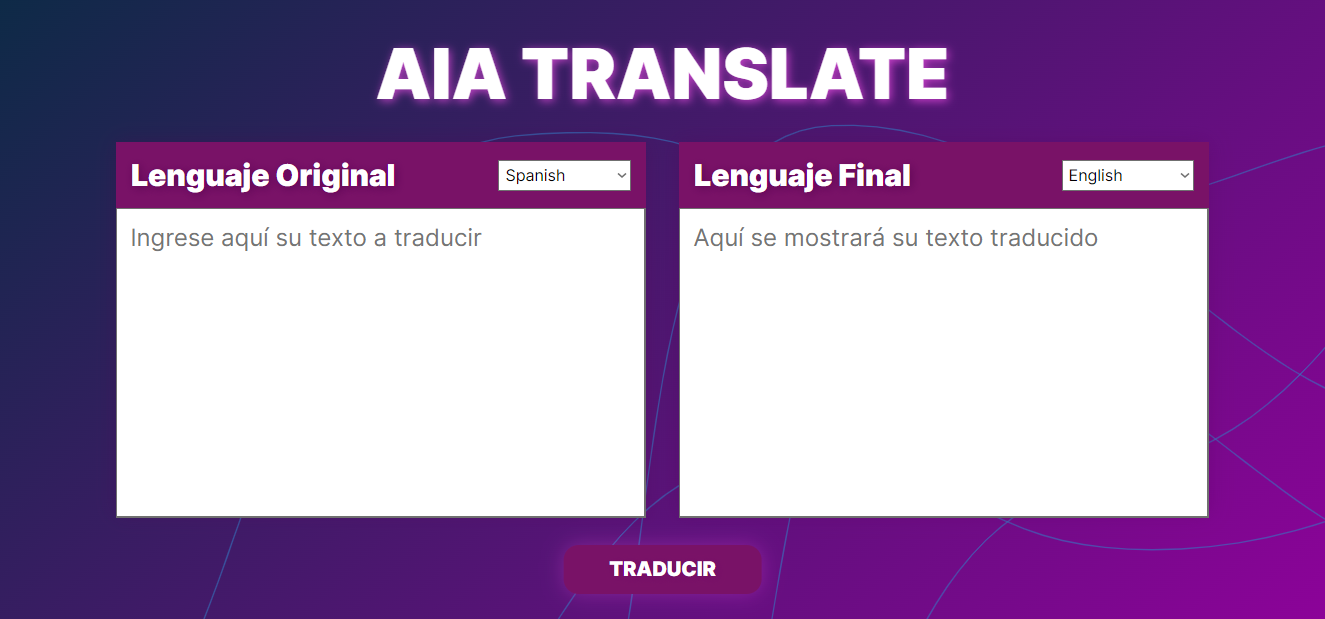 AIA TRANSLATE
Lenguaje Original
Spanish
Lenguaje Final
English
Ingrese aquí su texto a traducir
Aquí se mostrará su texto traducido
TRADUCIR